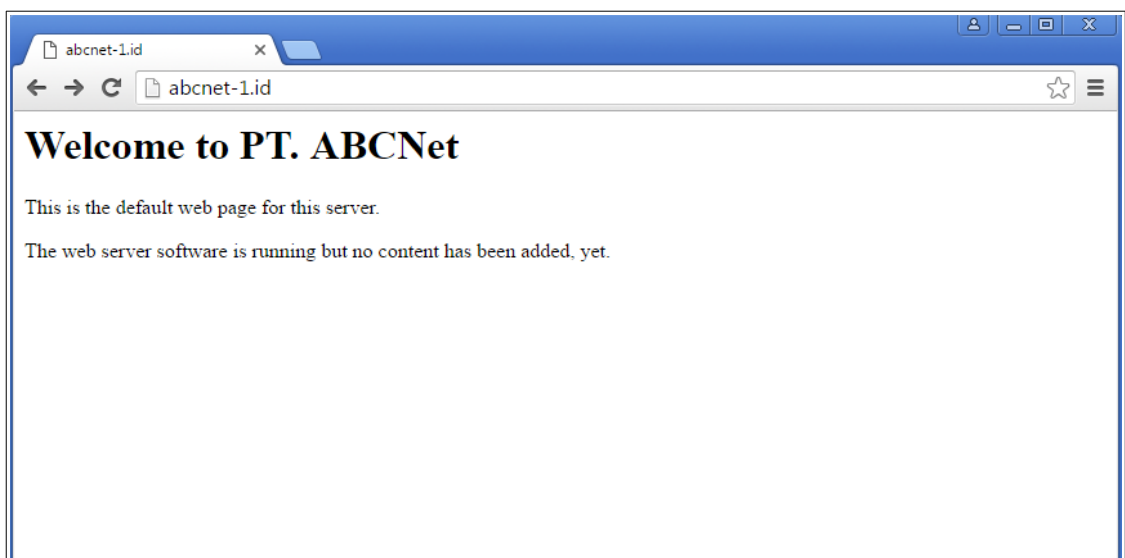 abcnet-1.id
abcnet-1.id
Welcome to PT. ABCNet
This is the default web page for this server.
The web server software is running but no content has been added, yet.